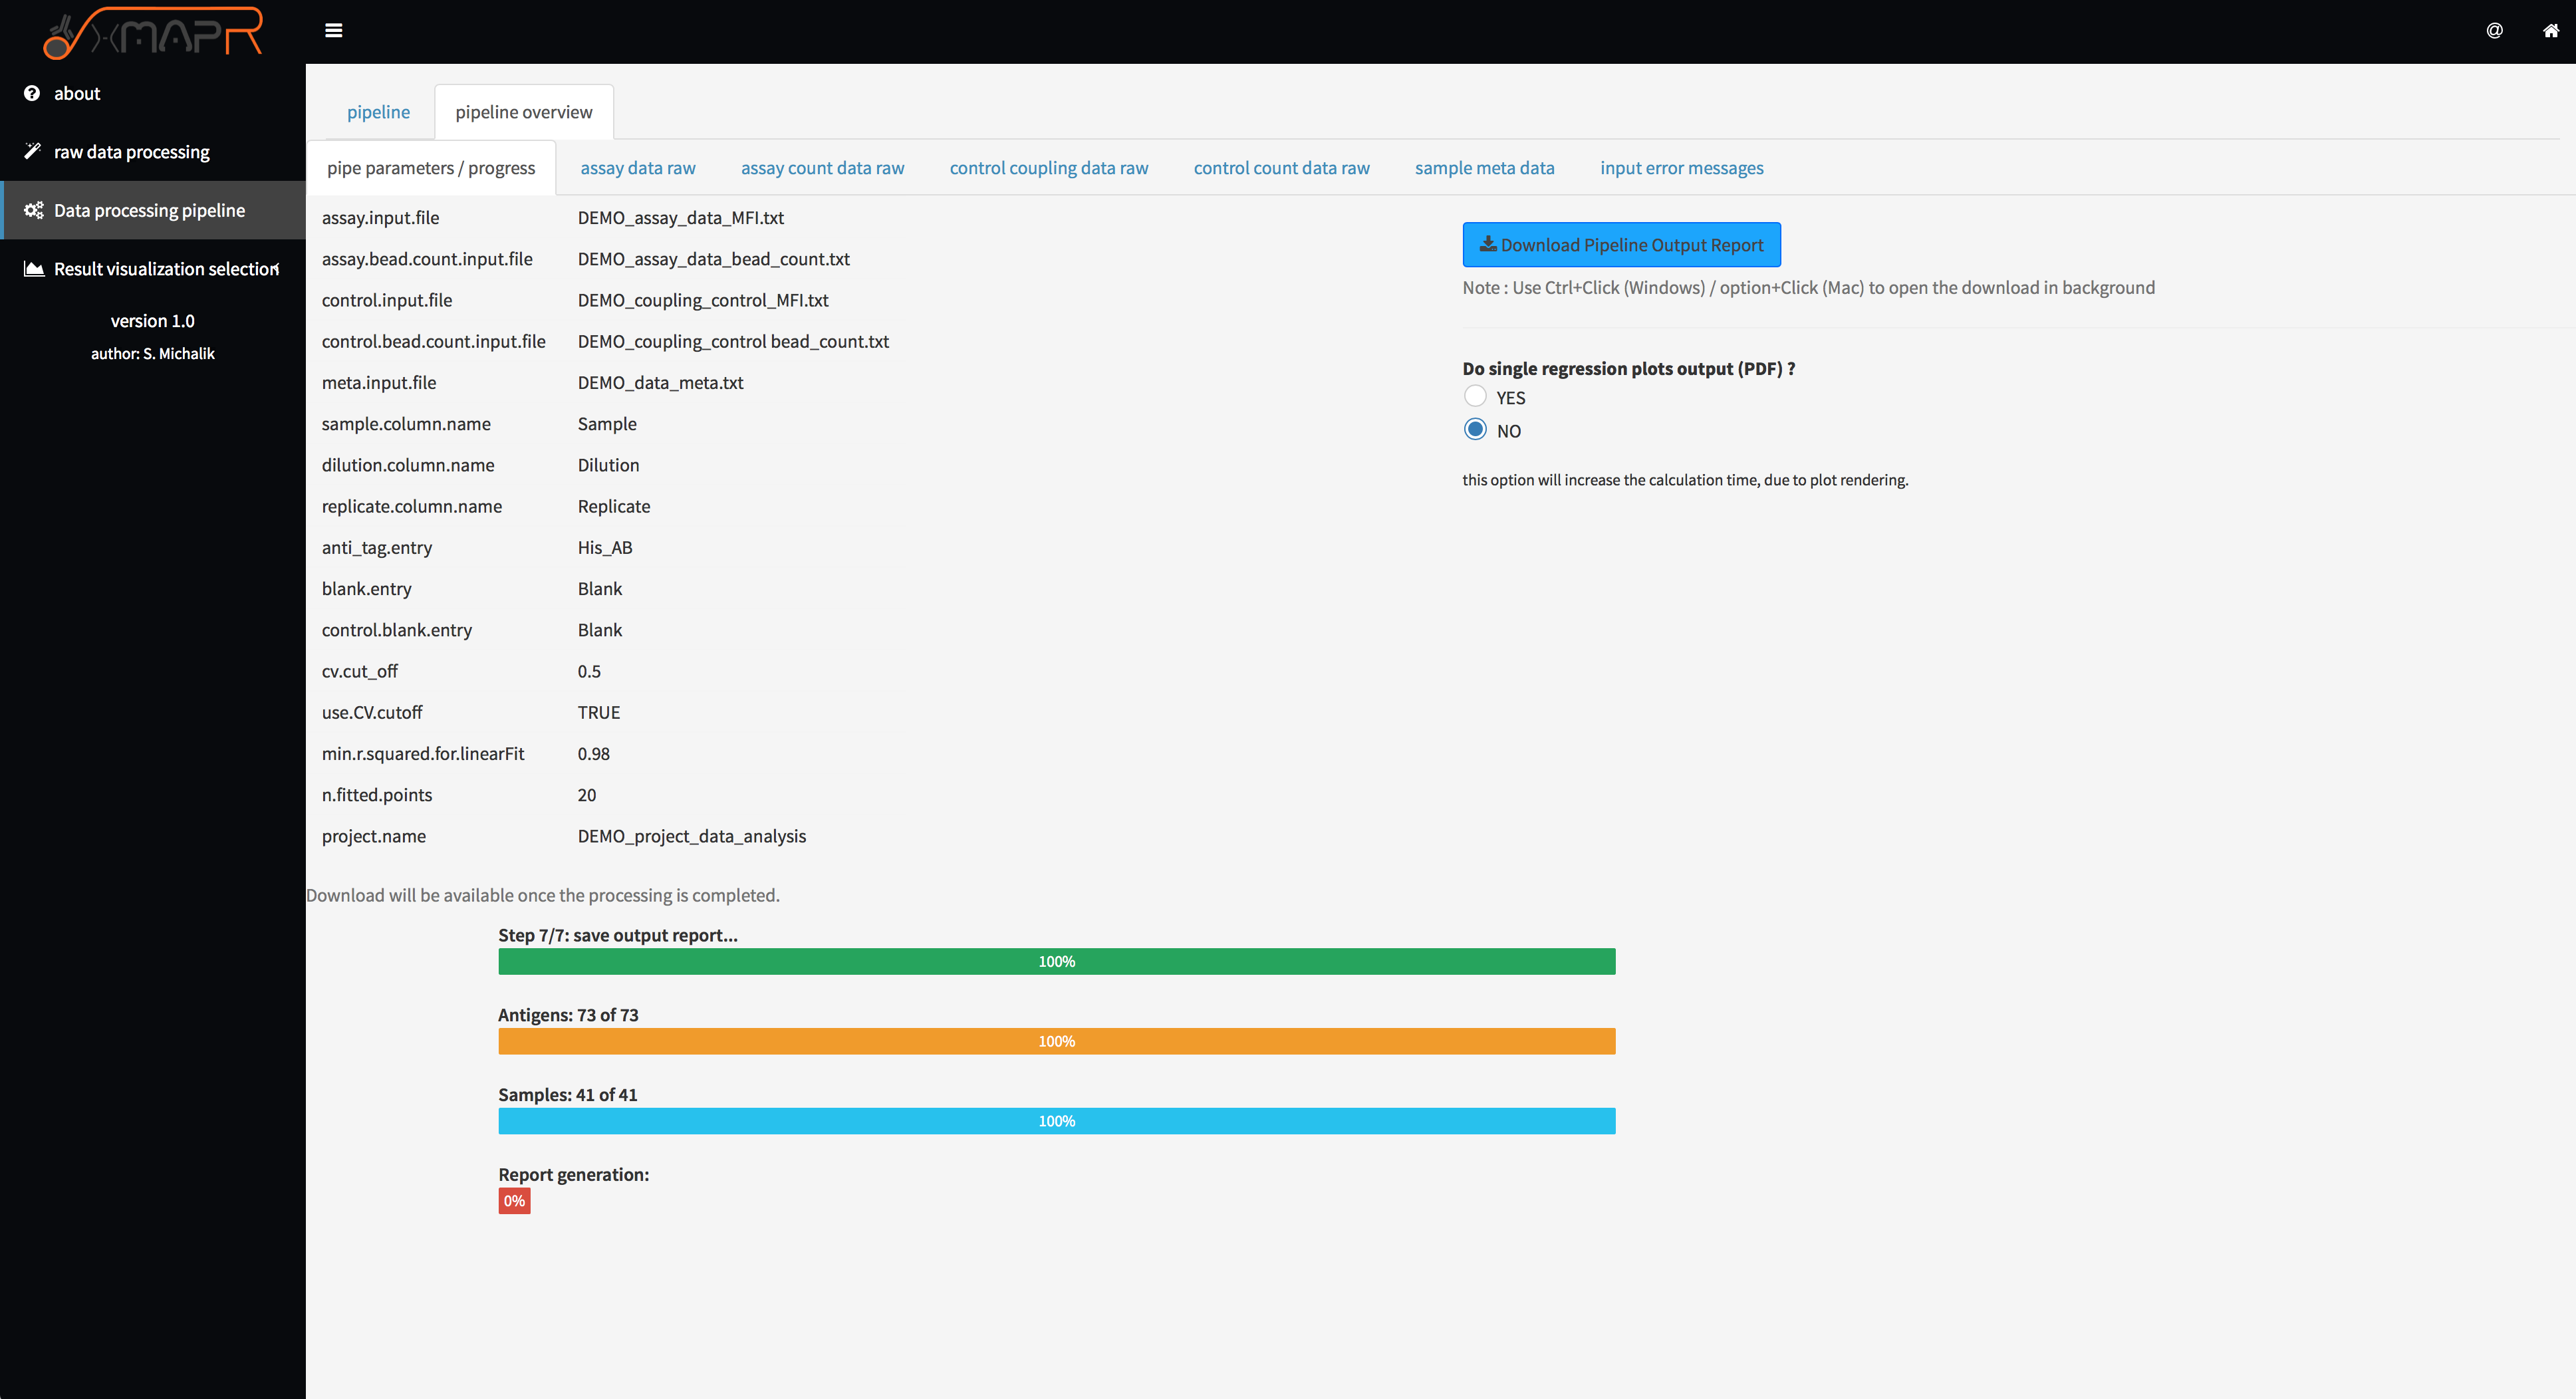 xMAPR
@
about
raw data processing
Data processing pipeline
Result visualization selection
version 1.0
author: S. Michalik
pipeline
pipeline overview
pipe parameters / progress
assay data raw
assay count data raw
control coupling data raw
control count data raw
sample meta data
input error messages
assay.input.file DEMO_assay_data_MFI.txt
assay.bead.count.input.file DEMO_assay_data_bead_count.txt
control.input.file DEMO_coupling_control_MFI.txt
control.bead.count.input.file DEMO_coupling_control bead_count.txt
meta.input.file DEMO_data_meta.txt
sample.column.name Sample
dilution.column.name Dilution
replicate.column.name Replicate
anti_tag.entry His_AB
blank.entry Blank
control.blank.entry Blank
cv.cut_off 0.5
use.CV.cutoff TRUE
min.r.squared.for.linearFit 0.98
n.fitted.points 20
project.name DEMO_project_data_analysis
Download Pipeline Output Report
Note : Use Ctrl+Click (Windows) / option+Click (Mac) to open the download in background
Do single regression plots output (PDF) ?
YES
NO
this option will increase the calculation time, due to plot rendering.
Download will be available once the processing is completed.
Step 7/7: save output report...
100%
Antigens: 73 of 73
100%
Samples: 41 of 41
100%
Report generation:
0%